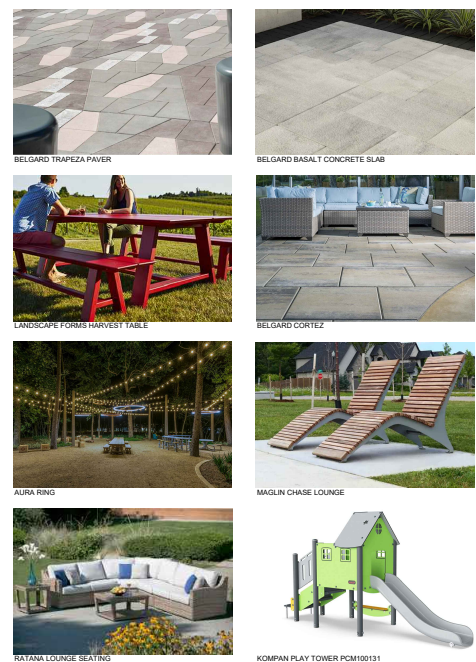 BELGARD TRAPEZA PAVER
BELGARD BASALT CONCRETE SLAB
LANDSCAPE FORMS HARVEST TABLE
BELGARD CORTEZ
AURA RING
MAGLIN CHASE LOUNGE
RATANA LOUNGE SEATING
KOMPAN PLAY TOWER PCM100131